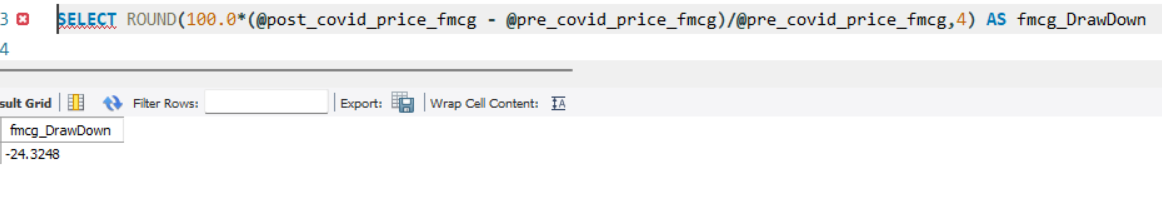 3 SELECT ROUND(100.0*(@post_covid_price_fmcg - @pre_covid_price_fmcg)/@pre_covid_price_fmcg,4) AS fmcg_DrawDown
4
sult Grid Filter Rows: Export: Wrap Cell Content: IA
fmcg_DrawDown
-24.3248